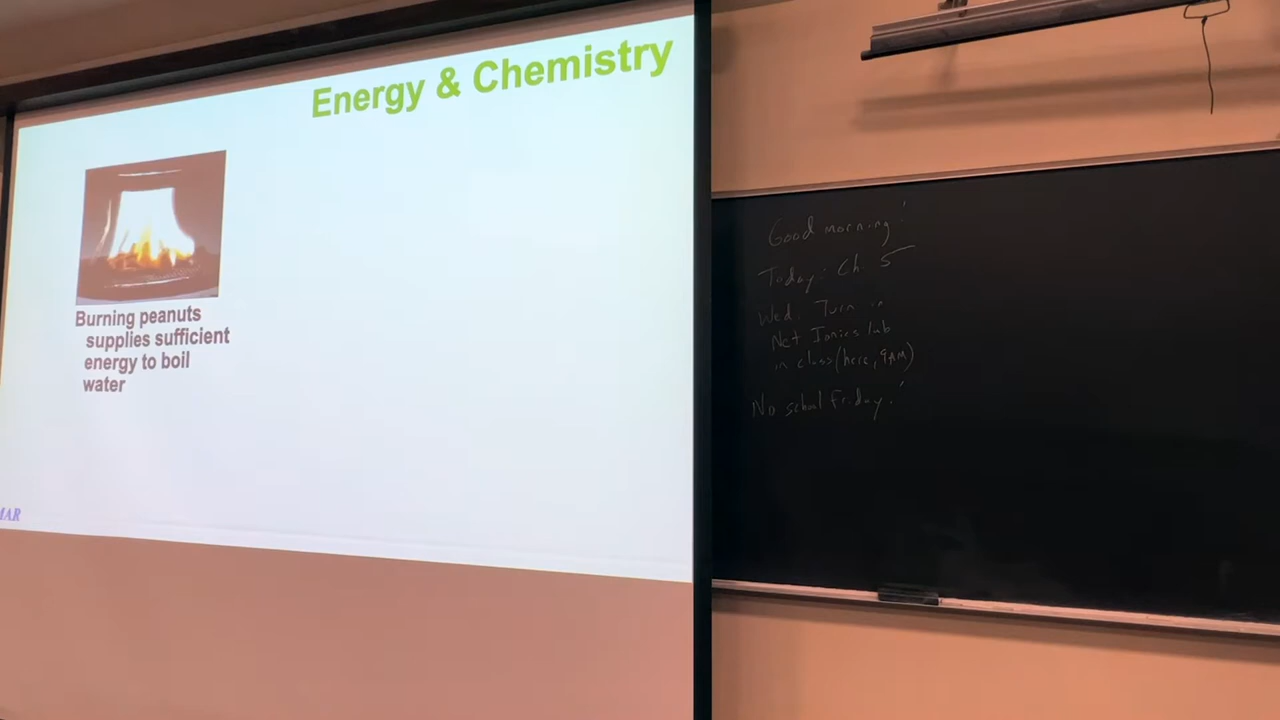 Energy & Chemistry
Burning peanuts
supplies sufficient
energy to boil
water
MAR
Good morning!
Today: Ch. 5
Wed. Turn in
Net Ionics lab
in class (here, 9AM)
No school Friday!